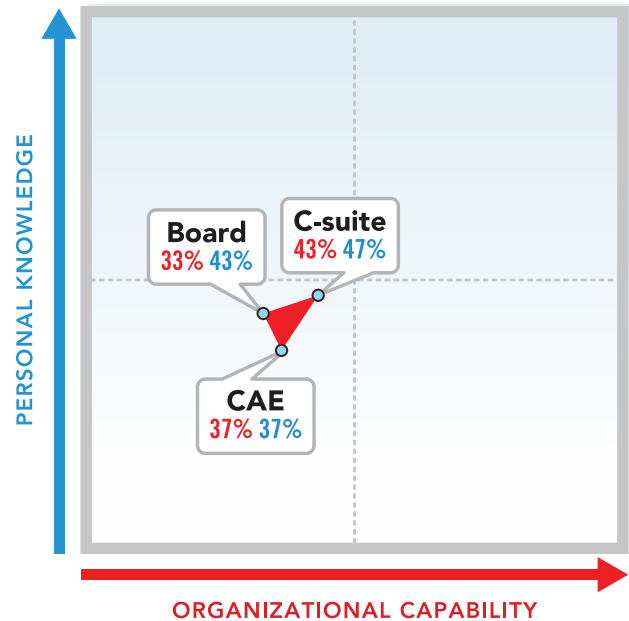 PERSONAL KNOWLEDGE
Board
33% 43%
C-suite
43% 47%
CAE
37% 37%
ORGANIZATIONAL CAPABILITY